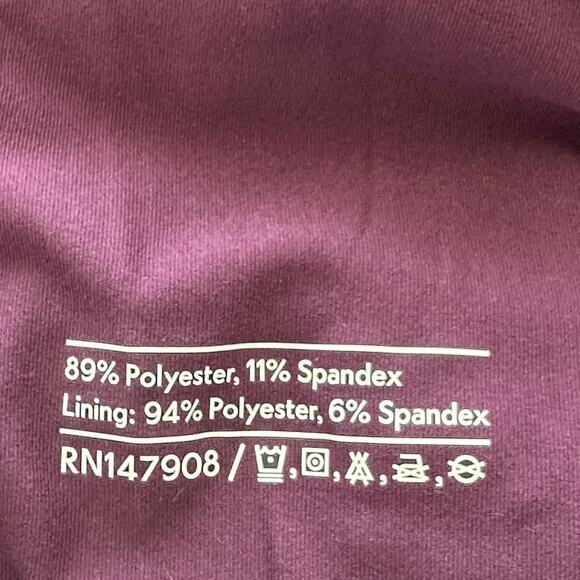 89% Polyester, 11% Spandex
Lining: 94% Polyester, 6% Spandex
RN147908 /